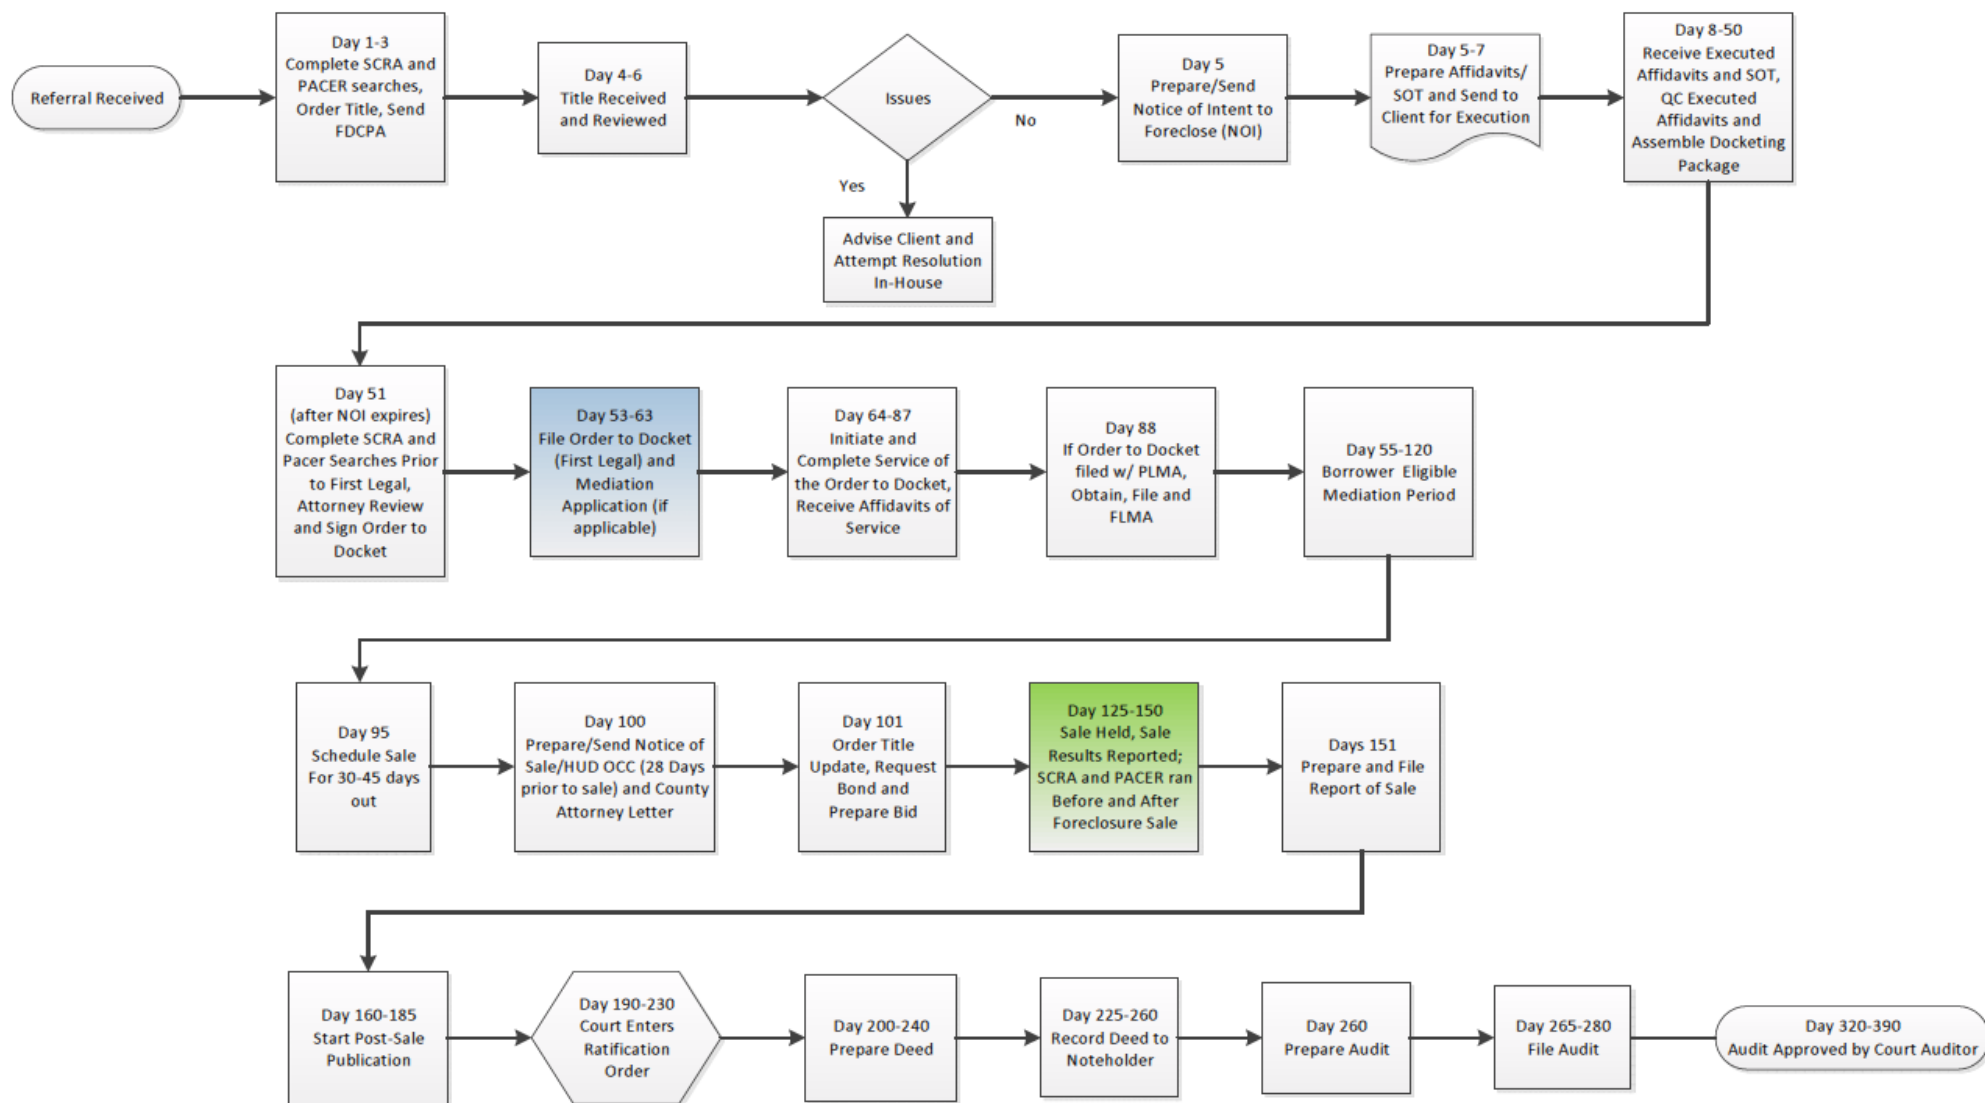 Referral Received
Day 1-3
Complete SCRA and
PACER searches,
Order Title, Send
FDCPA
Day 4-6
Title Received
and Reviewed
Issues
No
Yes
Advise Client and
Attempt Resolution
In-House
Day 5
Prepare/Send
Notice of Intent to
Foreclose (NOI)
Day 5-7
Prepare Affidavits/
SOT and Send to
Client for Execution
Day 8-50
Receive Executed
Affidavits and SOT,
QC Executed
Affidavits and
Assemble Docketing
Package
Day 51
(after NOI expires)
Complete SCRA and
Pacer Searches Prior
to First Legal,
Attorney Review
and Sign Order to
Docket
Day 53-63
File Order to Docket
(First Legal) and
Mediation
Application (if
applicable)
Day 64-87
Initiate and
Complete Service of
the Order to Docket,
Receive Affidavits of
Service
Day 88
If Order to Docket
filed w/ PLMA,
Obtain, File and
FLMA
Day 55-120
Borrower Eligible
Mediation Period
Day 95
Schedule Sale
For 30-45 days
out
Day 100
Prepare/Send Notice of
Sale/HUD OCC (28 Days
prior to sale) and County
Attorney Letter
Day 101
Order Title
Update, Request
Bond and
Prepare Bid
Day 125-150
Sale Held, Sale
Results Reported;
SCRA and PACER ran
Before and After
Foreclosure Sale
Days 151
Prepare and File
Report of Sale
Day 160-185
Start Post-Sale
Publication
Day 190-230
Court Enters
Ratification
Order
Day 200-240
Prepare Deed
Day 225-260
Record Deed to
Noteholder
Day 260
Prepare Audit
Day 265-280
File Audit
Day 320-390
Audit Approved by Court Auditor